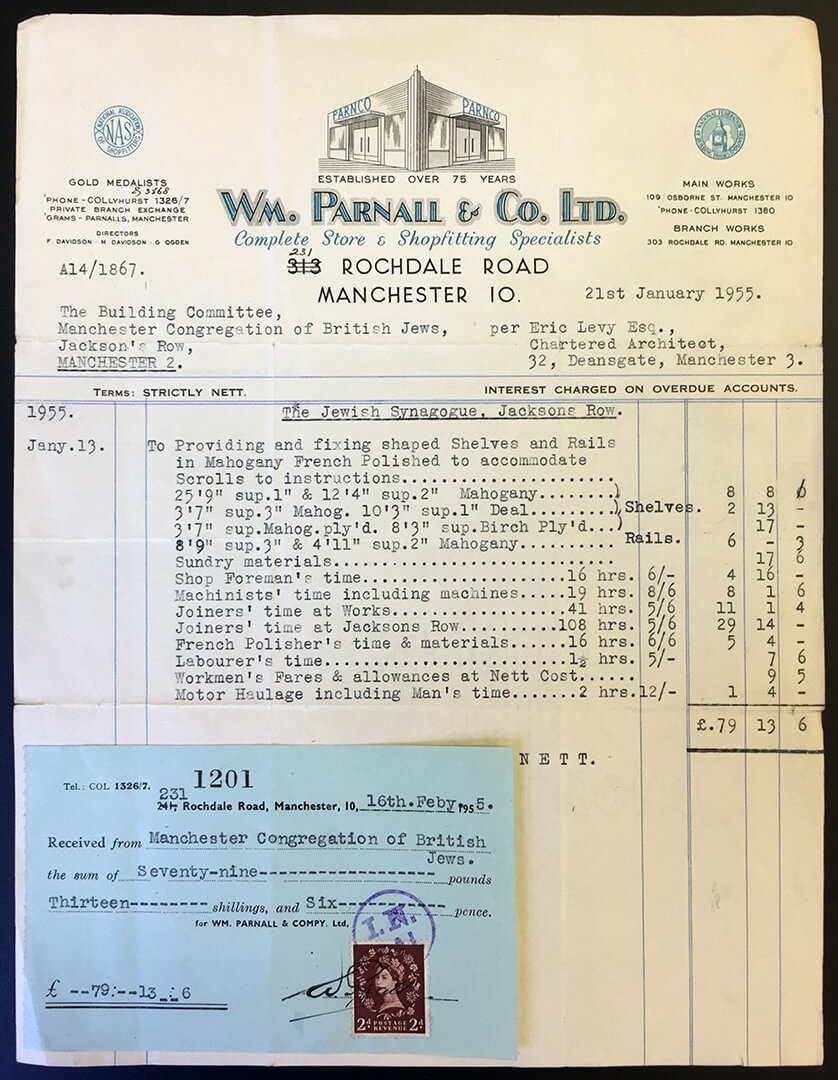 PARNCO PARNCO
NATIONAL ASSOCIATION OF SHOPFITTERS
NAS
ESTABLISHED OVER 75 YEARS
GOLD MEDALISTS
3568
'PHONE - COLLYHURST 1326/7
PRIVATE BRANCH EXCHANGE
'GRAMS - PARNALLS, MANCHESTER
DIRECTORS
F. DAVIDSON · M. DAVIDSON · G OGDEN
WM. PARNALL & CO. LTD.
Complete Store & Shopfitting Specialists
231
313 ROCHDALE ROAD
MANCHESTER 10.
MAIN WORKS
109 OSBORNE ST. MANCHESTER 10
'PHONE-COLLYHURST 1380
BRANCH WORKS
303 ROCHDALE RD. MANCHESTER 10
A14/1867.
21st January 1955.
The Building Committee,
Manchester Congregation of British Jews,
Jackson's Row,
MANCHESTER 2.
per Eric Levy Esq.,
Chartered Architect,
32, Deansgate, Manchester 3.
TERMS: STRICTLY NETT. INTEREST CHARGED ON OVERDUE ACCOUNTS.
1955. The Jewish Synagogue, Jacksons Row.
Jany.13. To Providing and fixing shaped Shelves and Rails
in Mahogany French Polished to accommodate
Scrolls to instructions......................
25'9" sup.1" & 12'4" sup.2" Mahogany........) 8 8 6
3'7" sup.3" Mahog. 10'3" sup.1" Deal........) Shelves. 2 13 -
3'7" sup.Mahog.ply'd. 8'3" sup.Birch Ply'd...) 17 -
8'9" sup.3" & 4'11" sup.2" Mahogany.......... Rails. 6 - 3
Sundry materials............................. 17 6
Shop Foreman's time....................16 hrs. 6/- 4 16 -
Machinists' time including machines.....19 hrs. 8/6 8 1 6
Joiners' time at Works..................41 hrs. 5/6 11 1 4
Joiners' time at Jacksons Row..........108 hrs. 5/6 29 14 -
French Polisher's time & materials......16 hrs. 6/6 5 4 -
Labourer's time.........................1½ hrs. 5/- 7 6
Workmen's Fares & allowances at Nett Cost...... 9 5
Motor Haulage including Man's time.......2 hrs. 12/- 1 4 -
£.79 13 6
NETT.
Tel.: COL 1326/7. 1201
231
Rochdale Road, Manchester, 10, 16th.Feby 1955.
Received from Manchester Congregation of British
Jews.
the sum of Seventy-nine----------------- pounds
Thirteen-------- shillings, and Six----------- pence.
for WM. PARNALL & COMPY. Ltd,
£ --79:--13_:_6
2d POSTAGE REVENUE 2d